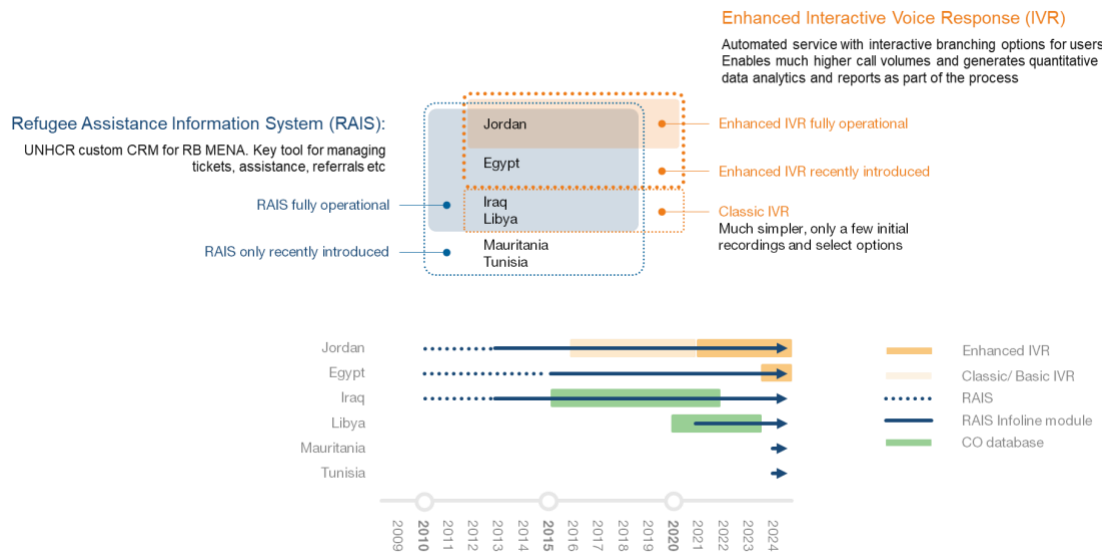 Enhanced Interactive Voice Response (IVR)
Automated service with interactive branching options for users
Enables much higher call volumes and generates quantitative
data analytics and reports as part of the process
Refugee Assistance Information System (RAIS):
UNHCR custom CRM for RB MENA. Key tool for managing
tickets, assistance, referrals etc
Jordan
Enhanced IVR fully operational
Egypt
Enhanced IVR recently introduced
RAIS fully operational
Iraq
Libya
Classic IVR
Much simpler, only a few initial
recordings and select options
RAIS only recently introduced
Mauritania
Tunisia
Jordan
Egypt
Iraq
Libya
Mauritania
Tunisia
Enhanced IVR
Classic/ Basic IVR
RAIS
RAIS Infoline module
CO database
2009
2010
2011
2012
2013
2014
2015
2016
2017
2018
2019
2020
2021
2022
2023
2024